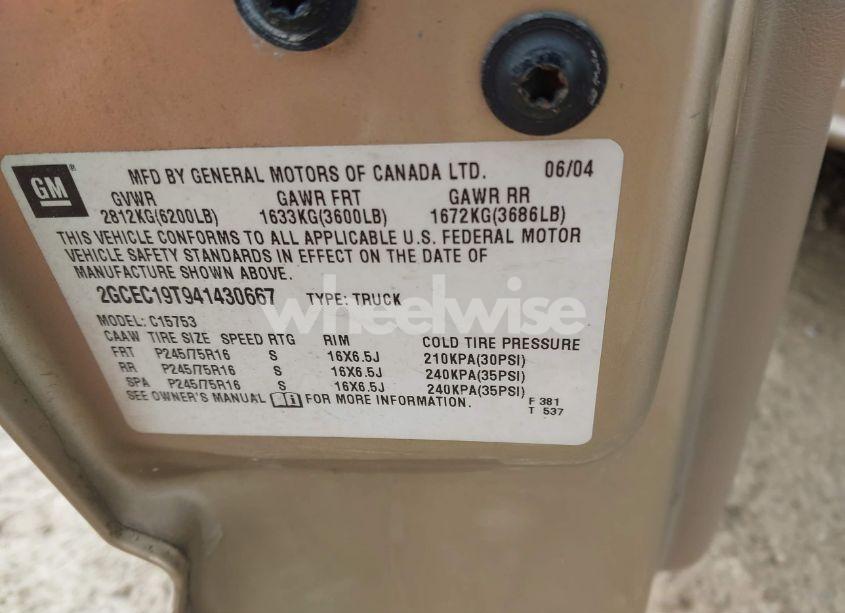 GM
MFD BY GENERAL MOTORS OF CANADA LTD. 06/04
GVWR GAWR FRT GAWR RR
2812KG(6200LB) 1633KG(3600LB) 1672KG(3686LB)
THIS VEHICLE CONFORMS TO ALL APPLICABLE U.S. FEDERAL MOTOR
VEHICLE SAFETY STANDARDS IN EFFECT ON THE DATE OF
MANUFACTURE SHOWN ABOVE.
2GCEC19T941430667 TYPE: TRUCK
wheelwise
MODEL: C15753
CAAW TIRE SIZE SPEED RTG RIM COLD TIRE PRESSURE
FRT P245/75R16 S 16X6.5J 210KPA(30PSI)
RR P245/75R16 S 16X6.5J 240KPA(35PSI)
SPA P245/75R16 S 16X6.5J 240KPA(35PSI)
SEE OWNER'S MANUAL FOR MORE INFORMATION.
F 381
T 537